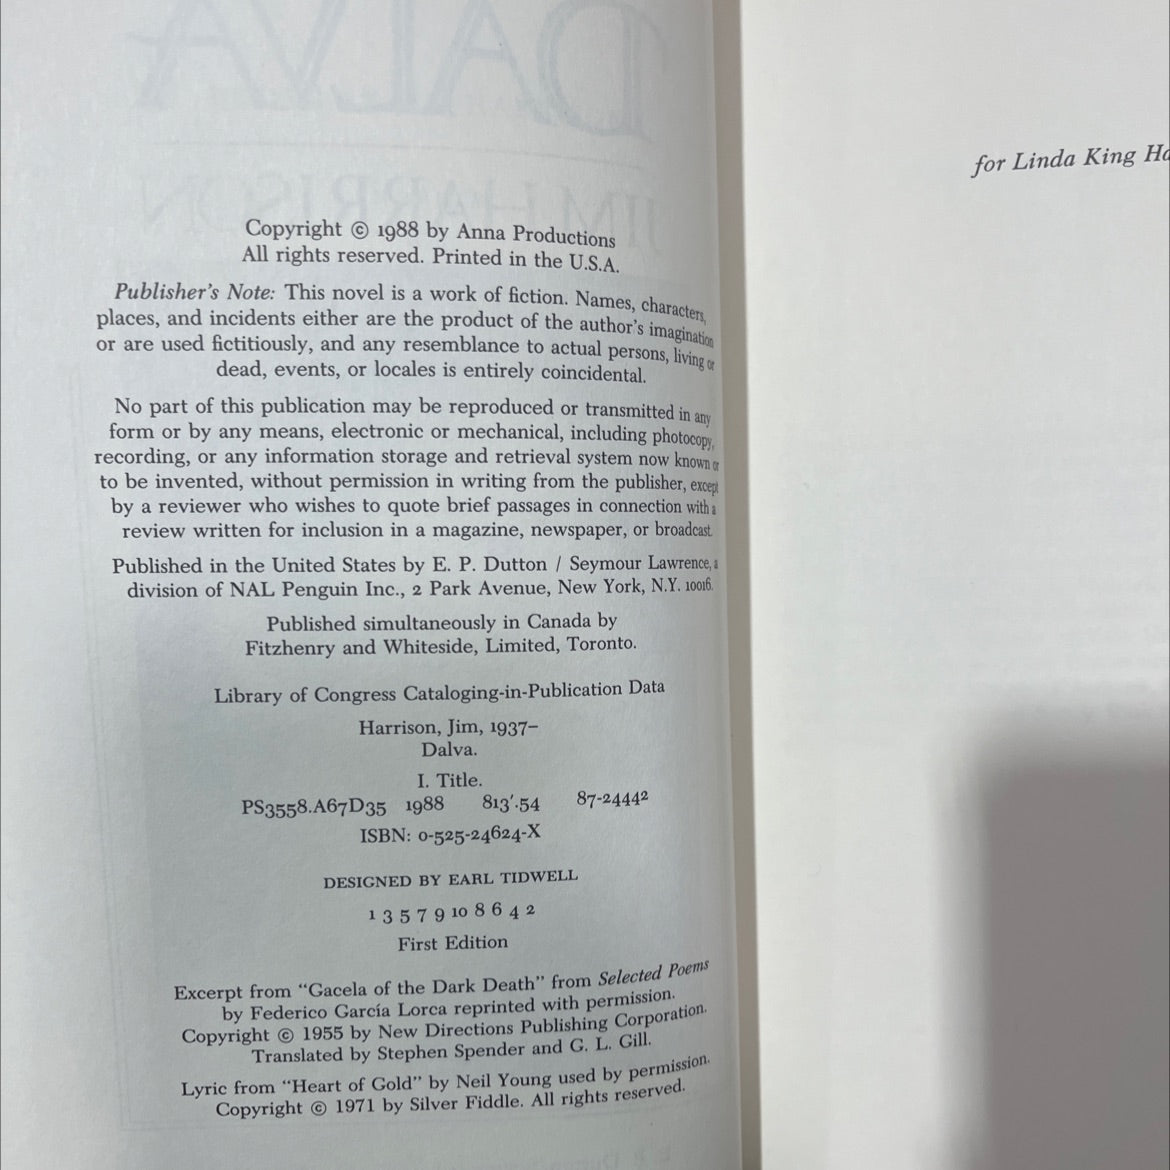 DALVA
JIM HARRISON
Copyright © 1988 by Anna Productions
All rights reserved. Printed in the U.S.A.
Publisher's Note: This novel is a work of fiction. Names, characters,
places, and incidents either are the product of the author's imagination
or are used fictitiously, and any resemblance to actual persons, living or
dead, events, or locales is entirely coincidental.
No part of this publication may be reproduced or transmitted in any
form or by any means, electronic or mechanical, including photocopy,
recording, or any information storage and retrieval system now known or
to be invented, without permission in writing from the publisher, except
by a reviewer who wishes to quote brief passages in connection with a
review written for inclusion in a magazine, newspaper, or broadcast.
Published in the United States by E. P. Dutton / Seymour Lawrence, a
division of NAL Penguin Inc., 2 Park Avenue, New York, N.Y. 10016.
Published simultaneously in Canada by
Fitzhenry and Whiteside, Limited, Toronto.
Library of Congress Cataloging-in-Publication Data
Harrison, Jim, 1937–
Dalva.
I. Title.
PS3558.A67D35 1988 813'.54 87-24442
ISBN: 0-525-24624-X
DESIGNED BY EARL TIDWELL
1 3 5 7 9 10 8 6 4 2
First Edition
Excerpt from “Gacela of the Dark Death” from Selected Poems
by Federico García Lorca reprinted with permission.
Copyright © 1955 by New Directions Publishing Corporation.
Translated by Stephen Spender and G. L. Gill.
Lyric from “Heart of Gold” by Neil Young used by permission.
Copyright © 1971 by Silver Fiddle. All rights reserved.
for Linda King Ha